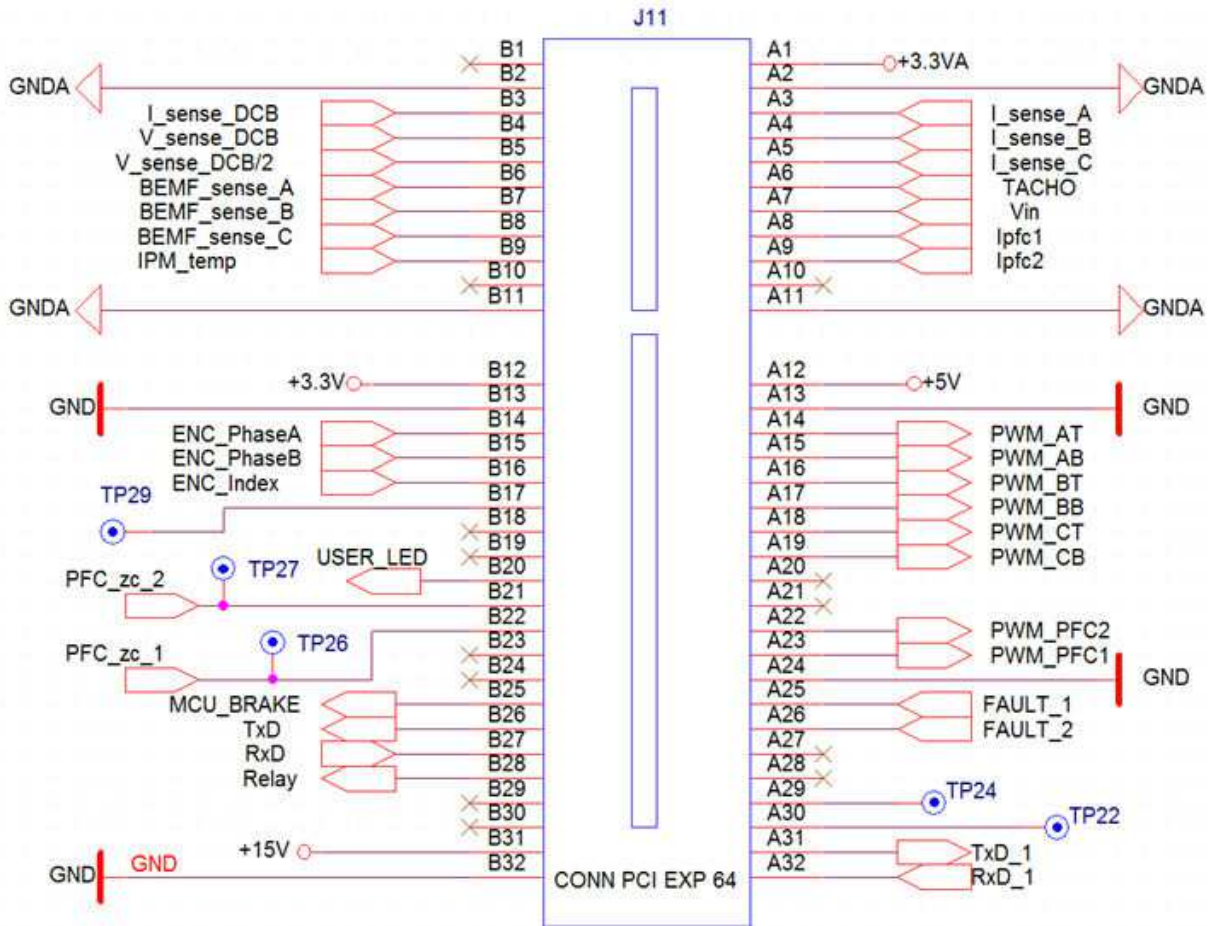 J11
B1 A1 +3.3VA
GNDA B2 A2 GNDA
I_sense_DCB B3 A3 I_sense_A
V_sense_DCB B4 A4 I_sense_B
V_sense_DCB/2 B5 A5 I_sense_C
BEMF_sense_A B6 A6 TACHO
BEMF_sense_B B7 A7 Vin
BEMF_sense_C B8 A8 Ipfc1
IPM_temp B9 A9 Ipfc2
B10 A10
GNDA B11 A11 GNDA
+3.3V B12 A12 +5V
GND B13 A13 GND
ENC_PhaseA B14 A14 PWM_AT
ENC_PhaseB B15 A15 PWM_AB
ENC_Index B16 A16 PWM_BT
TP29 B17 A17 PWM_BB
B18 A18 PWM_CT
B19 A19 PWM_CB
USER_LED B20 A20
PFC_zc_2 TP27 B21 A21
B22 A22 PWM_PFC2
TP26 B23 A23 PWM_PFC1
PFC_zc_1 B24 A24 GND
MCU_BRAKE B25 A25 FAULT_1
TxD B26 A26 FAULT_2
RxD B27 A27
Relay B28 A28
B29 A29 TP24
B30 A30 TP22
+15V B31 A31 TxD_1
GND GND B32 A32 RxD_1
CONN PCI EXP 64